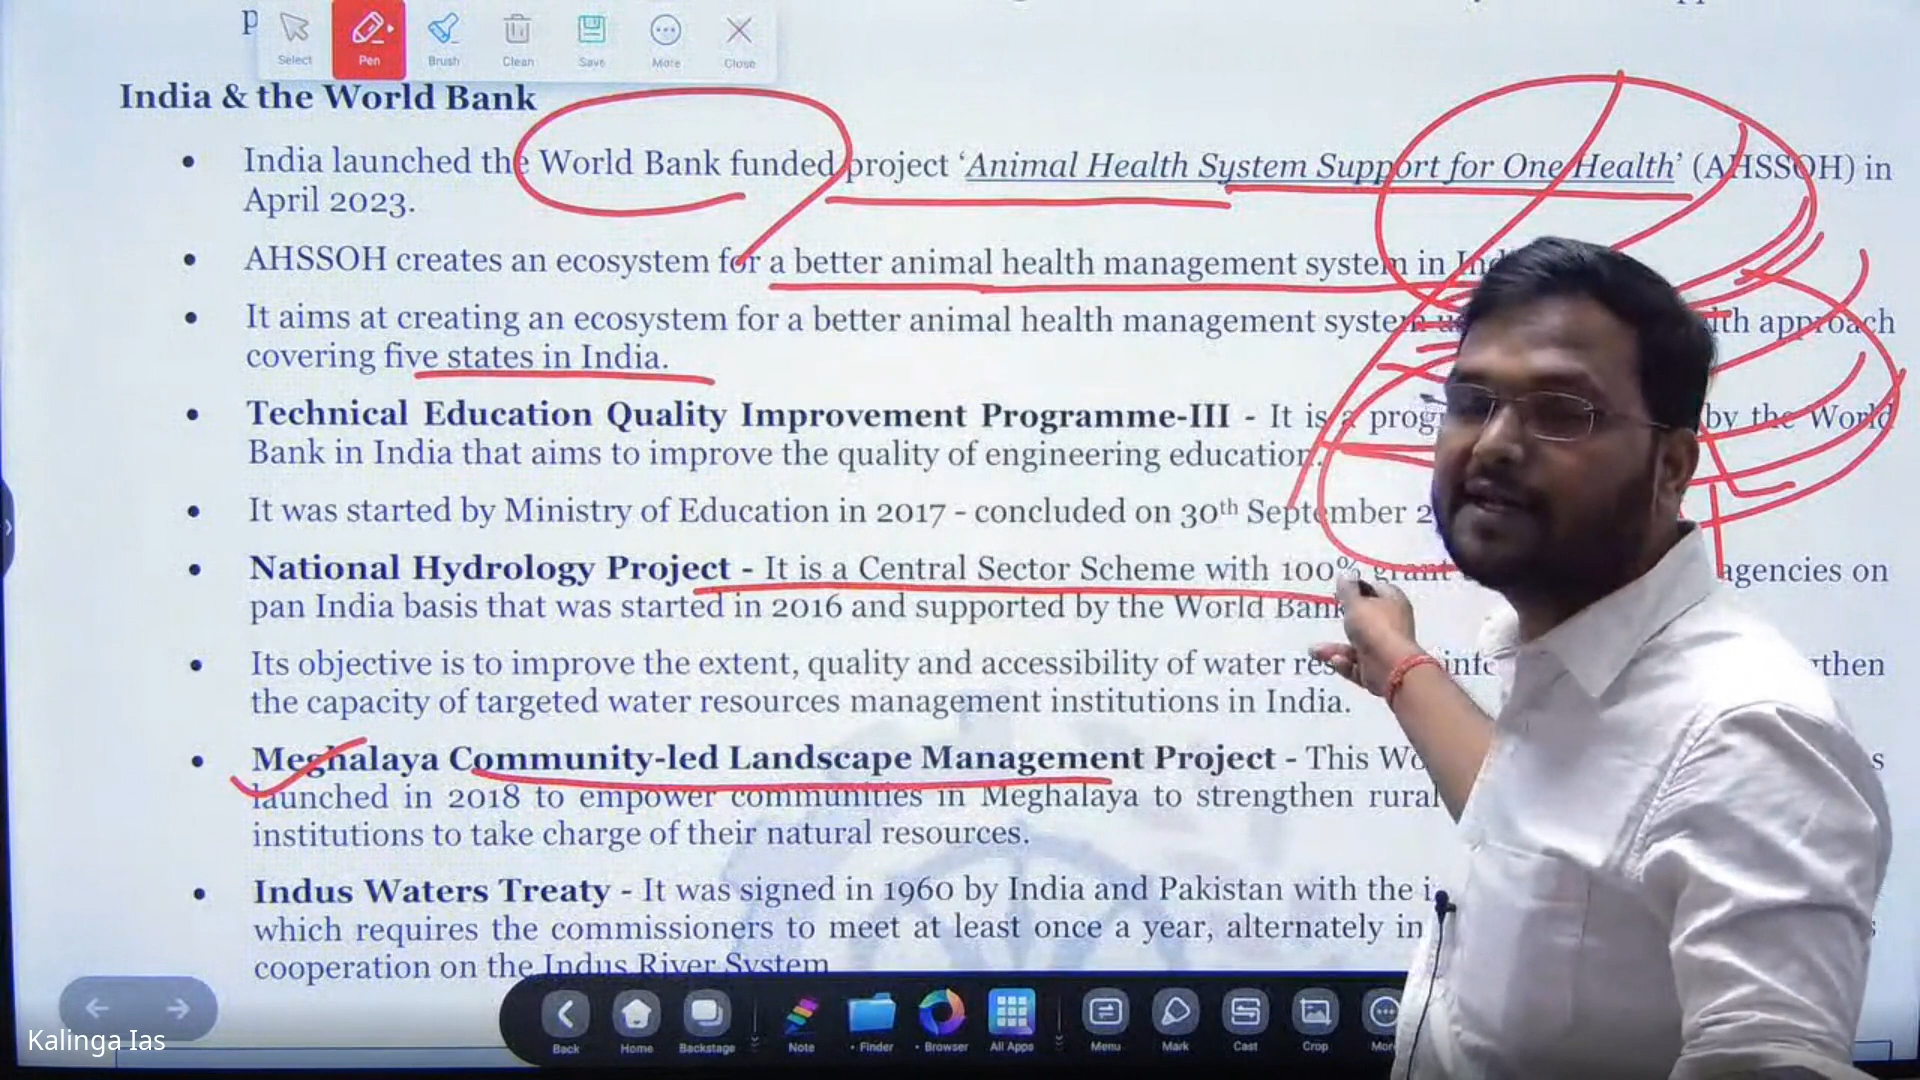 p
Select Pen Brush Clean Save More Close
India & the World Bank
• India launched the World Bank funded project ‘Animal Health System Support for One Health’ (AHSSOH) in
April 2023.
• AHSSOH creates an ecosystem for a better animal health management system in
• It aims at creating an ecosystem for a better animal health management system approach
covering five states in India.
• Technical Education Quality Improvement Programme-III - It is a by the World
Bank in India that aims to improve the quality of engineering education.
• It was started by Ministry of Education in 2017 - concluded on 30th September
• National Hydrology Project - It is a Central Sector Scheme with 100% grant agencies on
pan India basis that was started in 2016 and supported by the World Bank
• Its objective is to improve the extent, quality and accessibility of water
the capacity of targeted water resources management institutions in India.
• Meghalaya Community-led Landscape Management Project - This
launched in 2018 to empower communities in Meghalaya to strengthen rural
institutions to take charge of their natural resources.
• Indus Waters Treaty - It was signed in 1960 by India and Pakistan with the
which requires the commissioners to meet at least once a year, alternately in
cooperation on the Indus River System
Back Home Backstage Note • Finder • Browser All Apps Menu Mark Cast Crop
Kalinga Ias